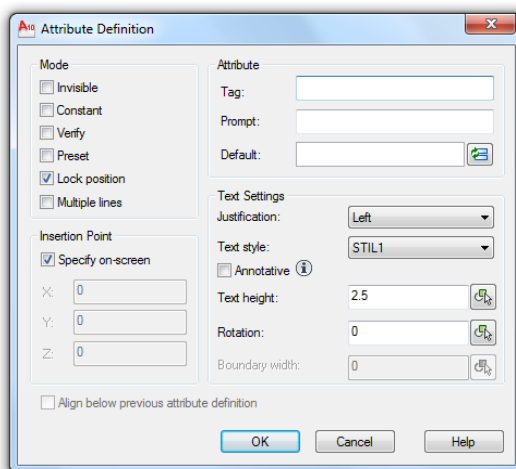 A10 Attribute Definition
Mode
Invisible
Constant
Verify
Preset
Lock position
Multiple lines
Insertion Point
Specify on-screen
X: 0
Y: 0
Z: 0
Attribute
Tag:
Prompt:
Default:
Text Settings
Justification: Left
Text style: STIL1
Annotative
Text height: 2.5
Rotation: 0
Boundary width: 0
Align below previous attribute definition
OK Cancel Help